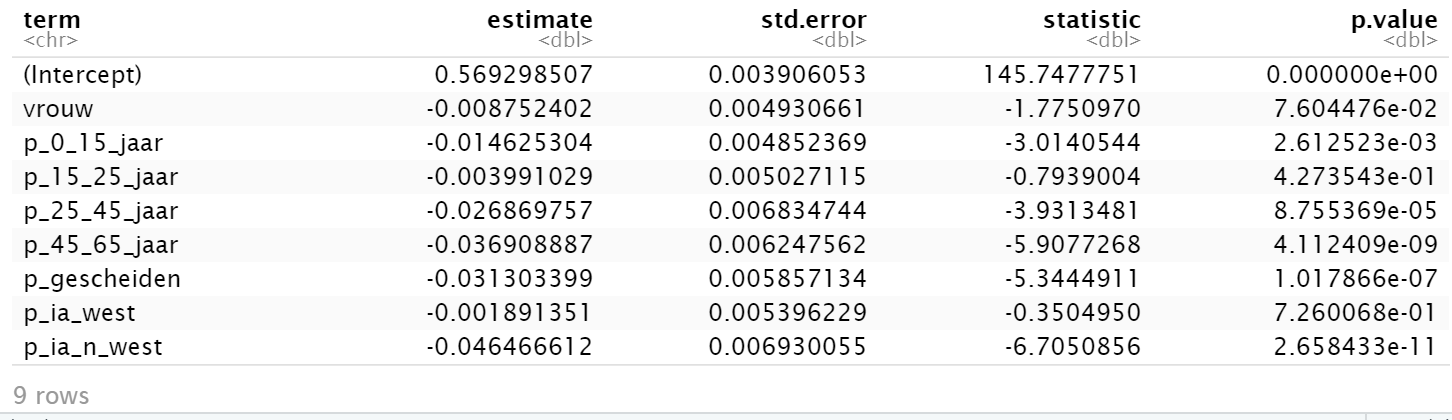 term estimate std.error statistic p.value
<chr> <dbl> <dbl> <dbl> <dbl>
(Intercept) 0.569298507 0.003906053 145.7477751 0.000000e+00
vrouw -0.008752402 0.004930661 -1.7750970 7.604476e-02
p_0_15_jaar -0.014625304 0.004852369 -3.0140544 2.612523e-03
p_15_25_jaar -0.003991029 0.005027115 -0.7939004 4.273543e-01
p_25_45_jaar -0.026869757 0.006834744 -3.9313481 8.755369e-05
p_45_65_jaar -0.036908887 0.006247562 -5.9077268 4.112409e-09
p_gescheiden -0.031303399 0.005857134 -5.3444911 1.017866e-07
p_ia_west -0.001891351 0.005396229 -0.3504950 7.260068e-01
p_ia_n_west -0.046466612 0.006930055 -6.7050856 2.658433e-11
9 rows